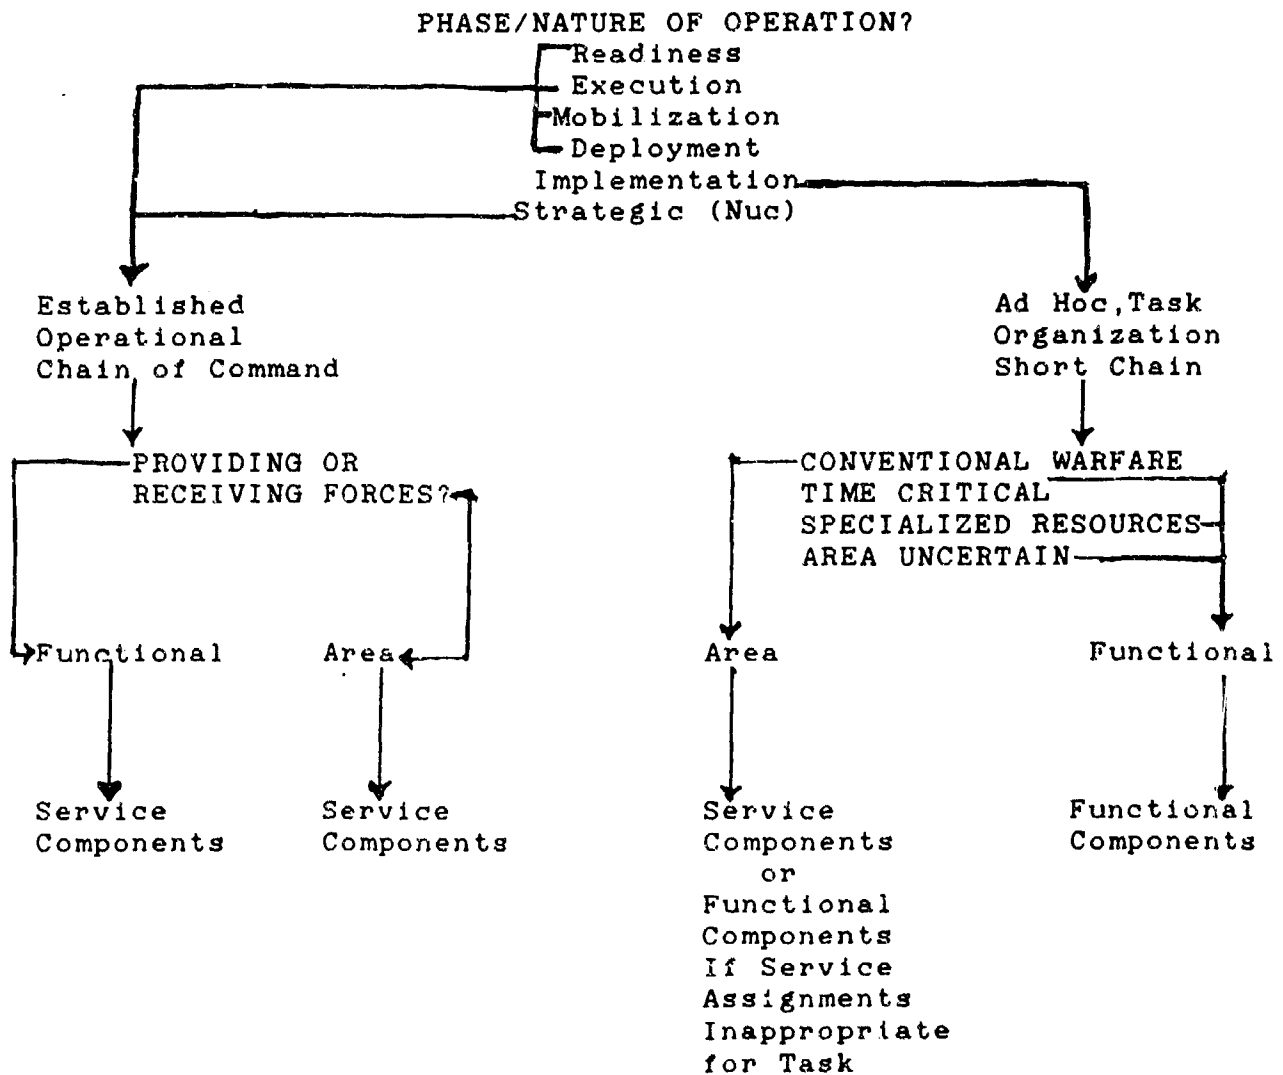 PHASE/NATURE OF OPERATION?
Readiness
Execution
Mobilization
Deployment
Implementation
Strategic (Nuc)
Established
Operational
Chain of Command
Ad Hoc,Task
Organization
Short Chain
PROVIDING OR
RECEIVING FORCES?
CONVENTIONAL WARFARE
TIME CRITICAL
SPECIALIZED RESOURCES
AREA UNCERTAIN
Functional
Area
Area
Functional
Service
Components
Service
Components
Service
Components
or
Functional
Components
If Service
Assignments
Inappropriate
for Task
Functional
Components